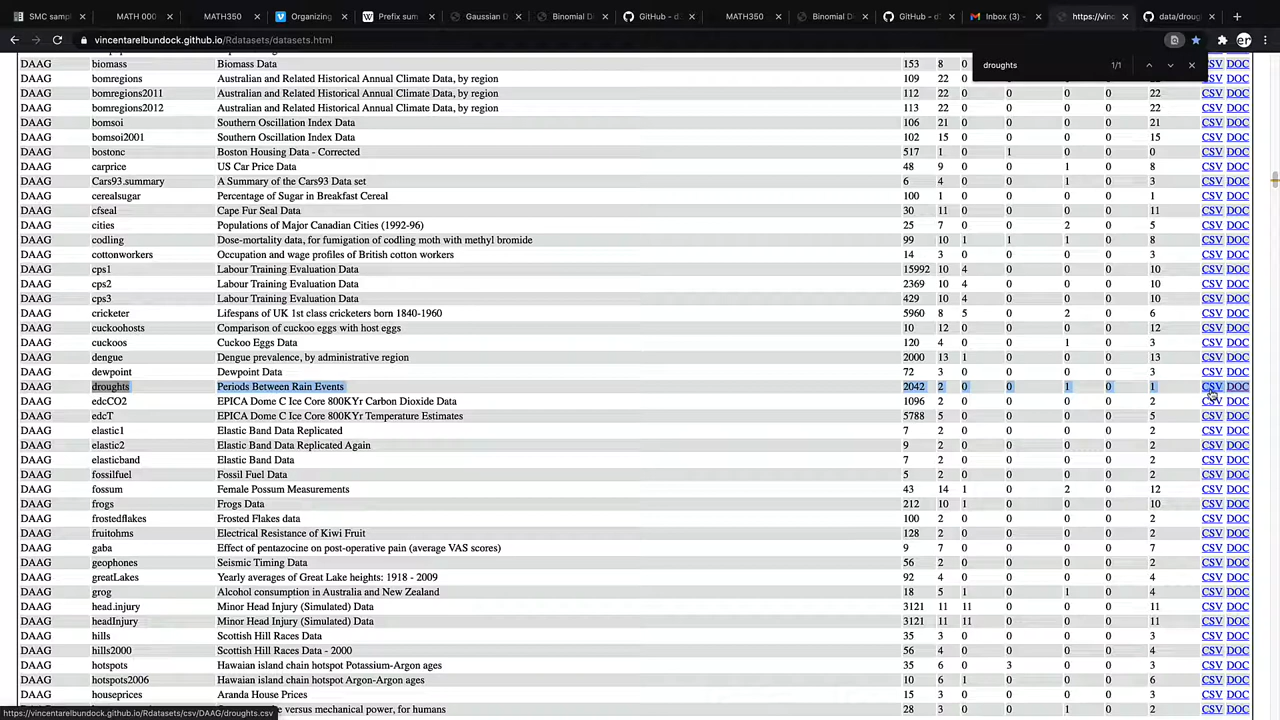 SMC samp
MATH 000
MATH350
Organizing
Prefix sum
Gaussian D
Binomial D
GitHub - d
MATH350
Binomial D
GitHub - d
Inbox (3) -
https://vinc
data/droug
vincentarelbundock.github.io/Rdatasets/datasets.html
er
droughts 1/1
DAAG biomass Biomass Data 153 8 0 0 0 0 8 CSV DOC
DAAG bomregions Australian and Related Historical Annual Climate Data, by region 109 22 0 0 0 0 22 CSV DOC
DAAG bomregions2011 Australian and Related Historical Annual Climate Data, by region 112 22 0 0 0 0 22 CSV DOC
DAAG bomregions2012 Australian and Related Historical Annual Climate Data, by region 113 22 0 0 0 0 22 CSV DOC
DAAG bomsoi Southern Oscillation Index Data 106 21 0 0 0 0 21 CSV DOC
DAAG bomsoi2001 Southern Oscillation Index Data 102 15 0 0 0 0 15 CSV DOC
DAAG bostonc Boston Housing Data - Corrected 517 1 0 1 0 0 0 CSV DOC
DAAG carprice US Car Price Data 48 9 0 0 1 0 8 CSV DOC
DAAG Cars93.summary A Summary of the Cars93 Data set 6 4 0 0 1 0 3 CSV DOC
DAAG cerealsugar Percentage of Sugar in Breakfast Cereal 100 1 0 0 0 0 1 CSV DOC
DAAG cfseal Cape Fur Seal Data 30 11 0 0 0 0 11 CSV DOC
DAAG cities Populations of Major Canadian Cities (1992-96) 25 7 0 0 2 0 5 CSV DOC
DAAG codling Dose-mortality data, for fumigation of codling moth with methyl bromide 99 10 1 1 1 0 8 CSV DOC
DAAG cottonworkers Occupation and wage profiles of British cotton workers 14 3 0 0 0 0 3 CSV DOC
DAAG cps1 Labour Training Evaluation Data 15992 10 4 0 0 0 10 CSV DOC
DAAG cps2 Labour Training Evaluation Data 2369 10 4 0 0 0 10 CSV DOC
DAAG cps3 Labour Training Evaluation Data 429 10 4 0 0 0 10 CSV DOC
DAAG cricketer Lifespans of UK 1st class cricketers born 1840-1960 5960 8 5 0 2 0 6 CSV DOC
DAAG cuckoohosts Comparison of cuckoo eggs with host eggs 10 12 0 0 0 0 12 CSV DOC
DAAG cuckoos Cuckoo Eggs Data 120 4 0 0 1 0 3 CSV DOC
DAAG dengue Dengue prevalence, by administrative region 2000 13 1 0 0 0 13 CSV DOC
DAAG dewpoint Dewpoint Data 72 3 0 0 0 0 3 CSV DOC
DAAG droughts Periods Between Rain Events 2042 2 0 0 1 0 1 CSV DOC
DAAG edcCO2 EPICA Dome C Ice Core 800KYr Carbon Dioxide Data 1096 2 0 0 0 0 2 CSV DOC
DAAG edcT EPICA Dome C Ice Core 800KYr Temperature Estimates 5788 5 0 0 0 0 5 CSV DOC
DAAG elastic1 Elastic Band Data Replicated 7 2 0 0 0 0 2 CSV DOC
DAAG elastic2 Elastic Band Data Replicated Again 9 2 0 0 0 0 2 CSV DOC
DAAG elasticband Elastic Band Data 7 2 0 0 0 0 2 CSV DOC
DAAG fossilfuel Fossil Fuel Data 5 2 0 0 0 0 2 CSV DOC
DAAG fossum Female Possum Measurements 43 14 1 0 2 0 12 CSV DOC
DAAG frogs Frogs Data 212 10 1 0 0 0 10 CSV DOC
DAAG frostedflakes Frosted Flakes data 100 2 0 0 0 0 2 CSV DOC
DAAG fruitohms Electrical Resistance of Kiwi Fruit 128 2 0 0 0 0 2 CSV DOC
DAAG gaba Effect of pentazocine on post-operative pain (average VAS scores) 9 7 0 0 0 0 7 CSV DOC
DAAG geophones Seismic Timing Data 56 2 0 0 0 0 2 CSV DOC
DAAG greatLakes Yearly averages of Great Lake heights: 1918 - 2009 92 4 0 0 0 0 4 CSV DOC
DAAG grog Alcohol consumption in Australia and New Zealand 18 5 1 0 1 0 4 CSV DOC
DAAG head.injury Minor Head Injury (Simulated) Data 3121 11 11 0 0 0 11 CSV DOC
DAAG headInjury Minor Head Injury (Simulated) Data 3121 11 11 0 0 0 11 CSV DOC
DAAG hills Scottish Hill Races Data 35 3 0 0 0 0 3 CSV DOC
DAAG hills2000 Scottish Hill Races Data - 2000 56 4 0 0 0 0 4 CSV DOC
DAAG hotspots Hawaian island chain hotspot Potassium-Argon ages 35 6 0 3 0 0 3 CSV DOC
DAAG hotspots2006 Hawaian island chain hotspot Argon-Argon ages 10 6 1 0 0 0 6 CSV DOC
DAAG houseprices Aranda House Prices 15 3 0 0 0 0 3 CSV DOC
versus mechanical power, for humans 28 3 0 0 1 0 2 CSV DOC
https://vincentarelbundock.github.io/Rdatasets/csv/DAAG/droughts.csv